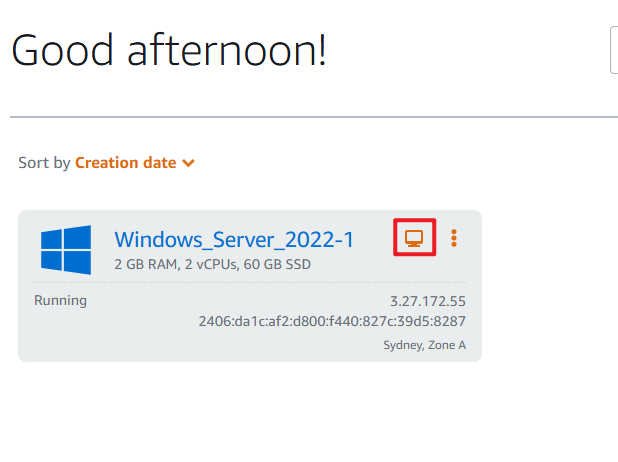 Good afternoon!
Sort by Creation date
Windows_Server_2022-1
2 GB RAM, 2 vCPUs, 60 GB SSD
Running
3.27.172.55
2406:da1c:af2:d800:f440:827c:39d5:8287
Sydney, Zone A